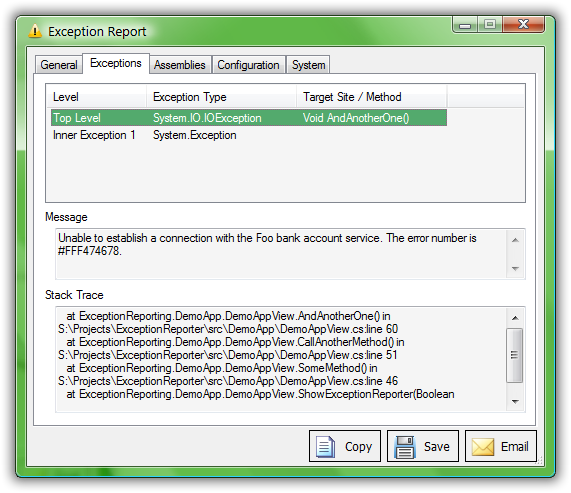 Exception Report
General Exceptions Assemblies Configuration System
Level Exception Type Target Site / Method
Top Level System.IO.IOException Void AndAnotherOne()
Inner Exception 1 System.Exception
Message
Unable to establish a connection with the Foo bank account service. The error number is
#FFF474678.
Stack Trace
at ExceptionReporting.DemoApp.DemoAppView.AndAnotherOne() in
S:\Projects\ExceptionReporter\src\DemoApp\DemoAppView.cs:line 60
at ExceptionReporting.DemoApp.DemoAppView.CallAnotherMethod() in
S:\Projects\ExceptionReporter\src\DemoApp\DemoAppView.cs:line 51
at ExceptionReporting.DemoApp.DemoAppView.SomeMethod() in
S:\Projects\ExceptionReporter\src\DemoApp\DemoAppView.cs:line 46
at ExceptionReporting.DemoApp.DemoAppView.ShowExceptionReporter(Boolean
Copy Save Email